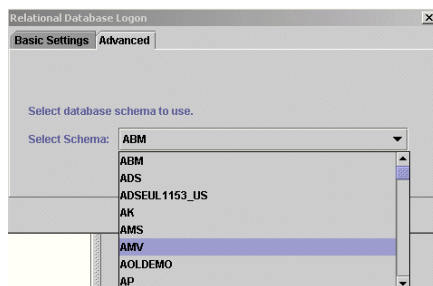 Relational Database Logon
Basic Settings Advanced
Select database schema to use.
Select Schema: ABM
ABM
ADS
ADSEUL1153_US
AK
AMS
AMV
AOLDEMO
AP